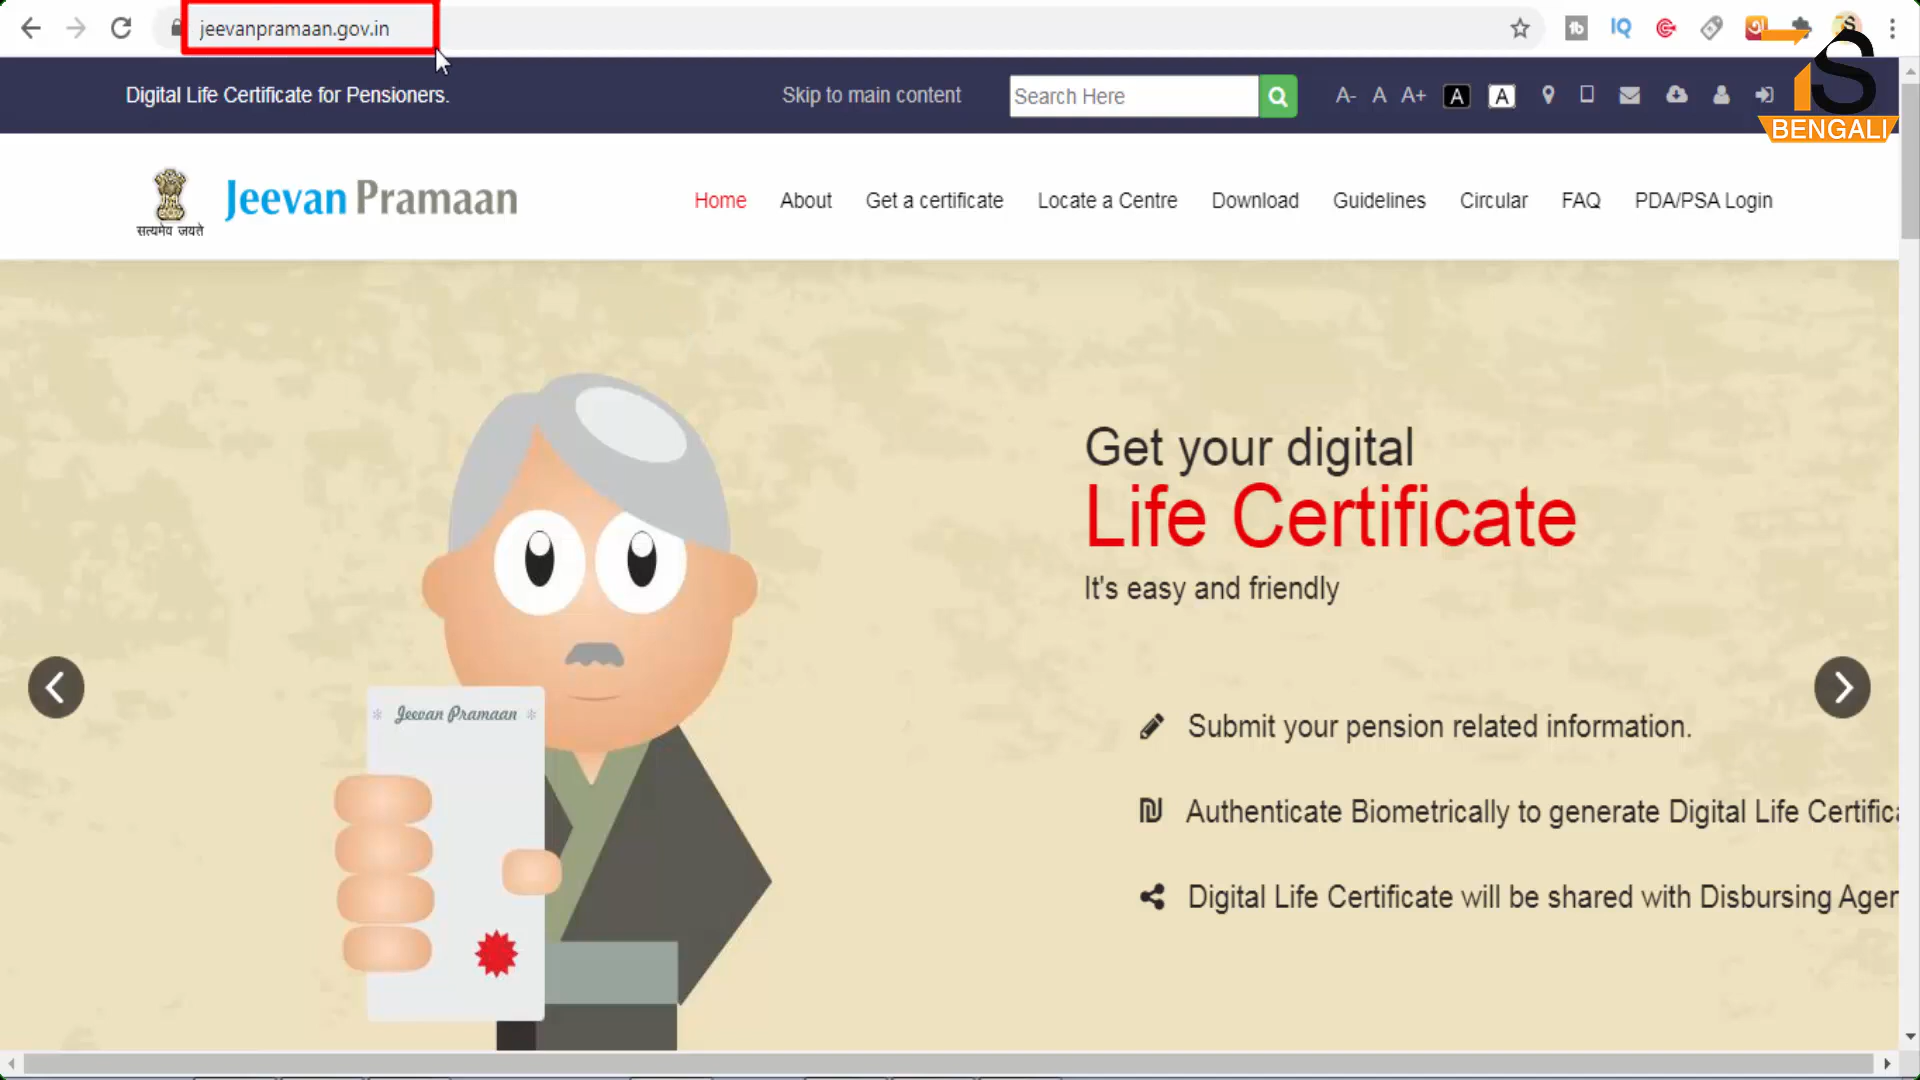 jeevanpramaan.gov.in
Digital Life Certificate for Pensioners.
Skip to main content
Search Here
A- A A+ A A
iS
BENGALI
सत्यमेव जयते
Jeevan Pramaan
Home About Get a certificate Locate a Centre Download Guidelines Circular FAQ PDA/PSA Login
Get your digital
Life Certificate
It's easy and friendly
Jeevan Pramaan
Submit your pension related information.
Authenticate Biometrically to generate Digital Life Certifica
Digital Life Certificate will be shared with Disbursing Agen